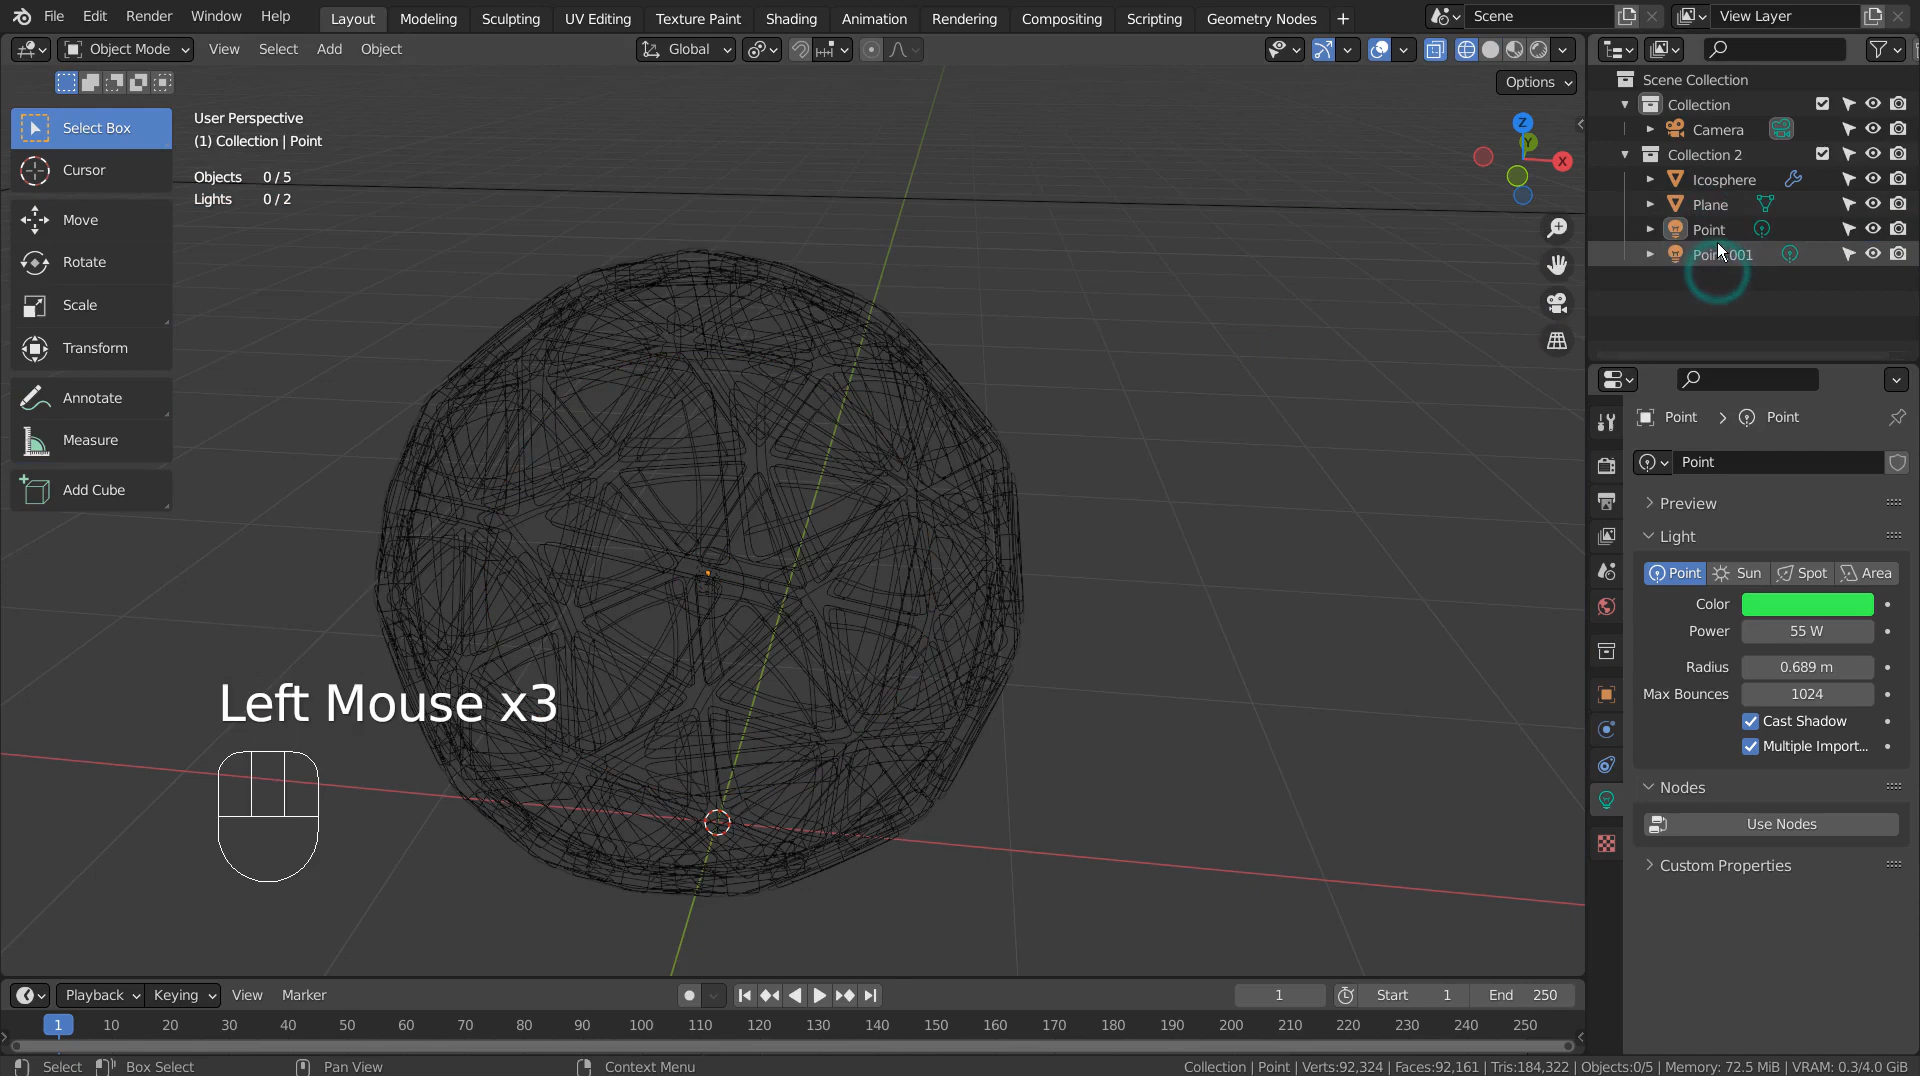 File Edit Render Window Help Layout Modeling Sculpting UV Editing Texture Paint Shading Animation Rendering Compositing Scripting Geometry Nodes + Scene View Layer
Object Mode View Select Add Object Global
Options
Select Box
Cursor
Move
Rotate
Scale
Transform
Annotate
Measure
Add Cube
User Perspective
(1) Collection | Point
Objects 0 / 5
Lights 0 / 2
Z
Y
X
Left Mouse x3
Scene Collection
Collection
Camera
Collection 2
Icosphere
Plane
Point
Point.001
Point > Point
Point
Preview
Light
Point Sun Spot Area
Color
Power 55 W
Radius 0.689 m
Max Bounces 1024
Cast Shadow
Multiple Import...
Nodes
Use Nodes
Custom Properties
Playback Keying View Marker 1 Start 1 End 250
1 10 20 30 40 50 60 70 80 90 100 110 120 130 140 150 160 170 180 190 200 210 220 230 240 250
Select Box Select Pan View Context Menu Collection | Point | Verts:92,324 | Faces:92,161 | Tris:184,322 | Objects:0/5 | Memory: 72.5 MiB | VRAM: 0.3/4.0 GiB